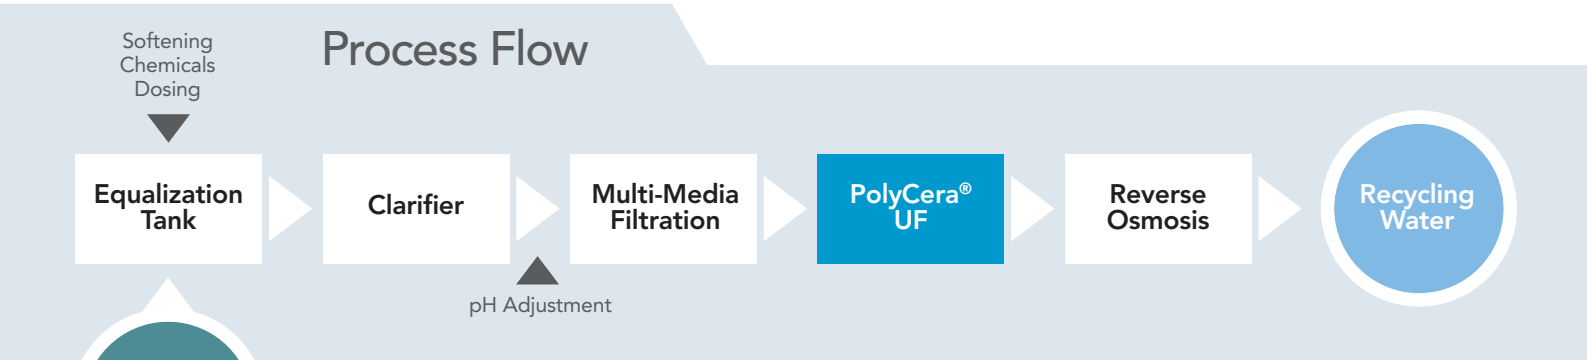 Process Flow
Softening
Chemicals
Dosing
Equalization
Tank
Clarifier
Multi-Media
Filtration
PolyCera®
UF
Reverse
Osmosis
Recycling
Water
pH Adjustment